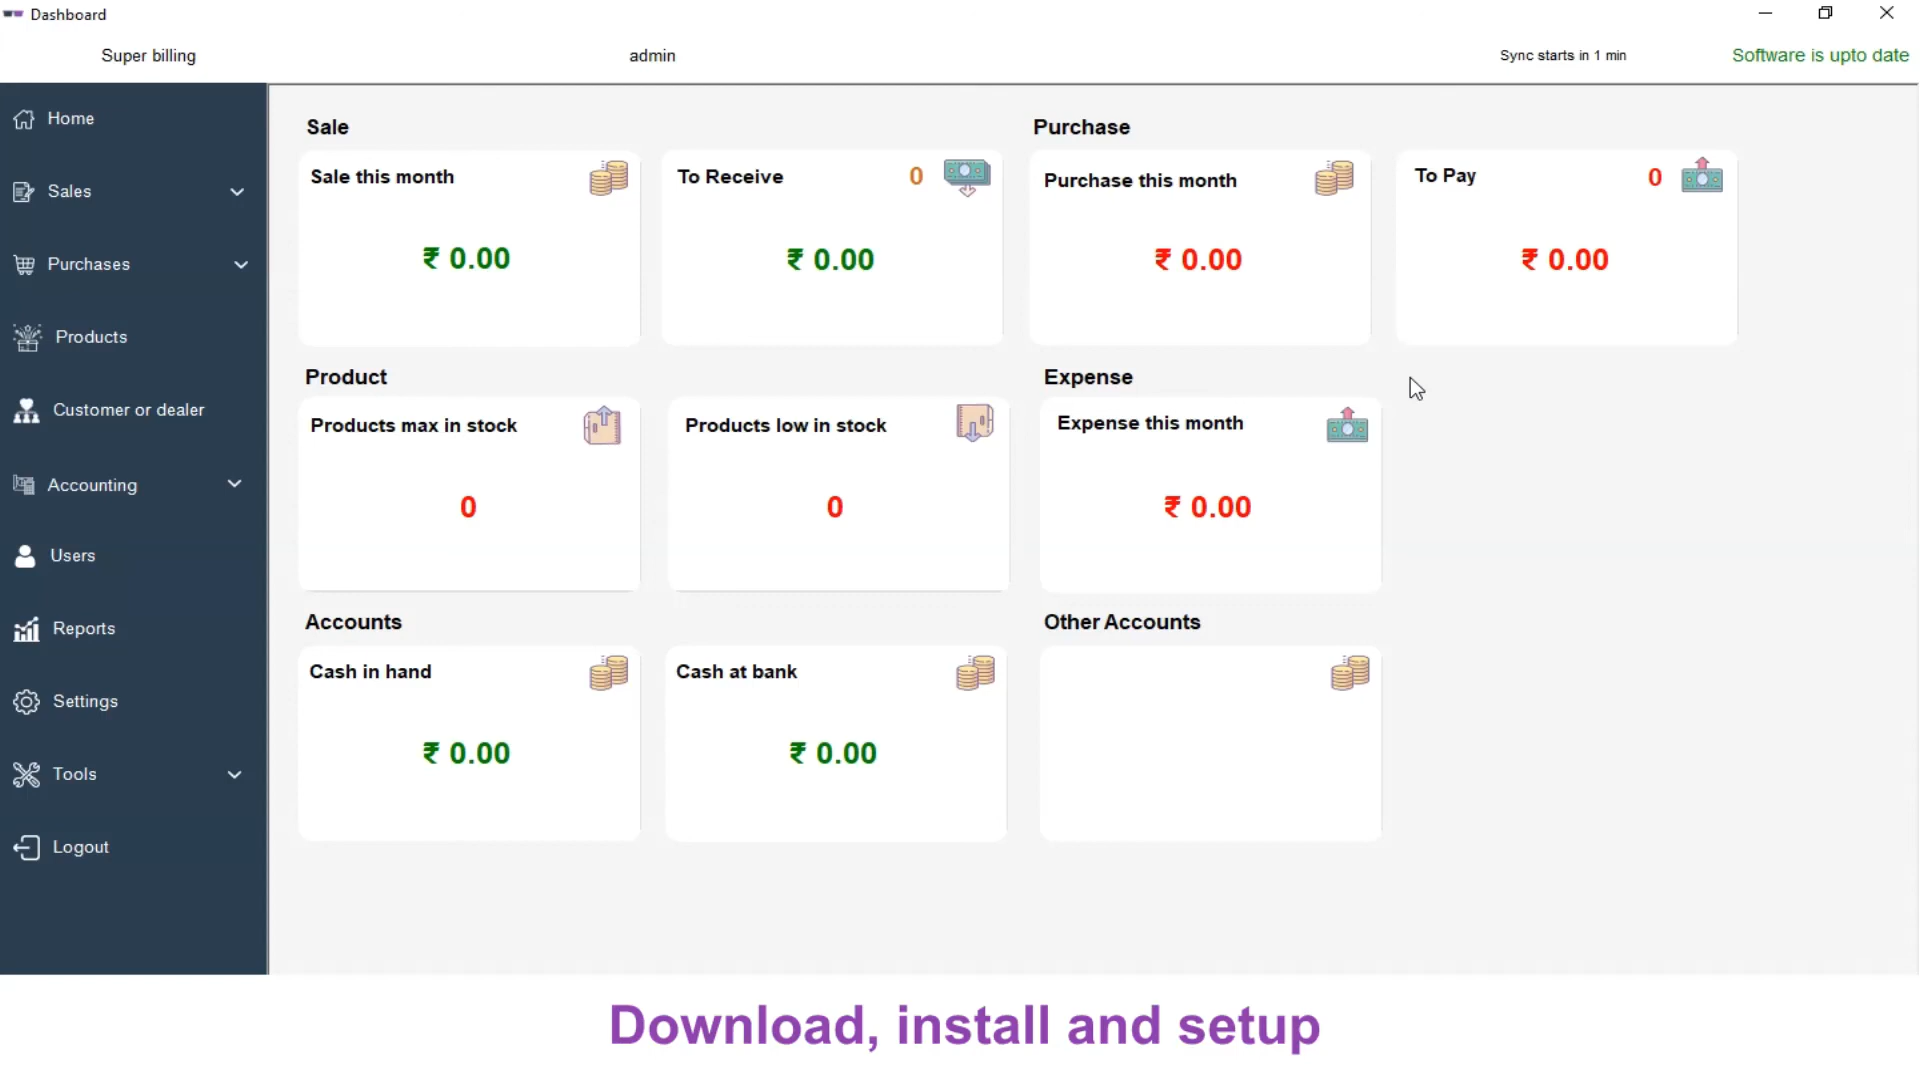 Dashboard
Super billing
admin
Sync starts in 1 min
Software is upto date
Home
Sales
Purchases
Products
Customer or dealer
Accounting
Users
Reports
Settings
Tools
Logout
Sale
Purchase
Sale this month
₹ 0.00
To Receive
0
₹ 0.00
Purchase this month
₹ 0.00
To Pay
0
₹ 0.00
Product
Expense
Products max in stock
0
Products low in stock
0
Expense this month
₹ 0.00
Accounts
Other Accounts
Cash in hand
₹ 0.00
Cash at bank
₹ 0.00
Download, install and setup